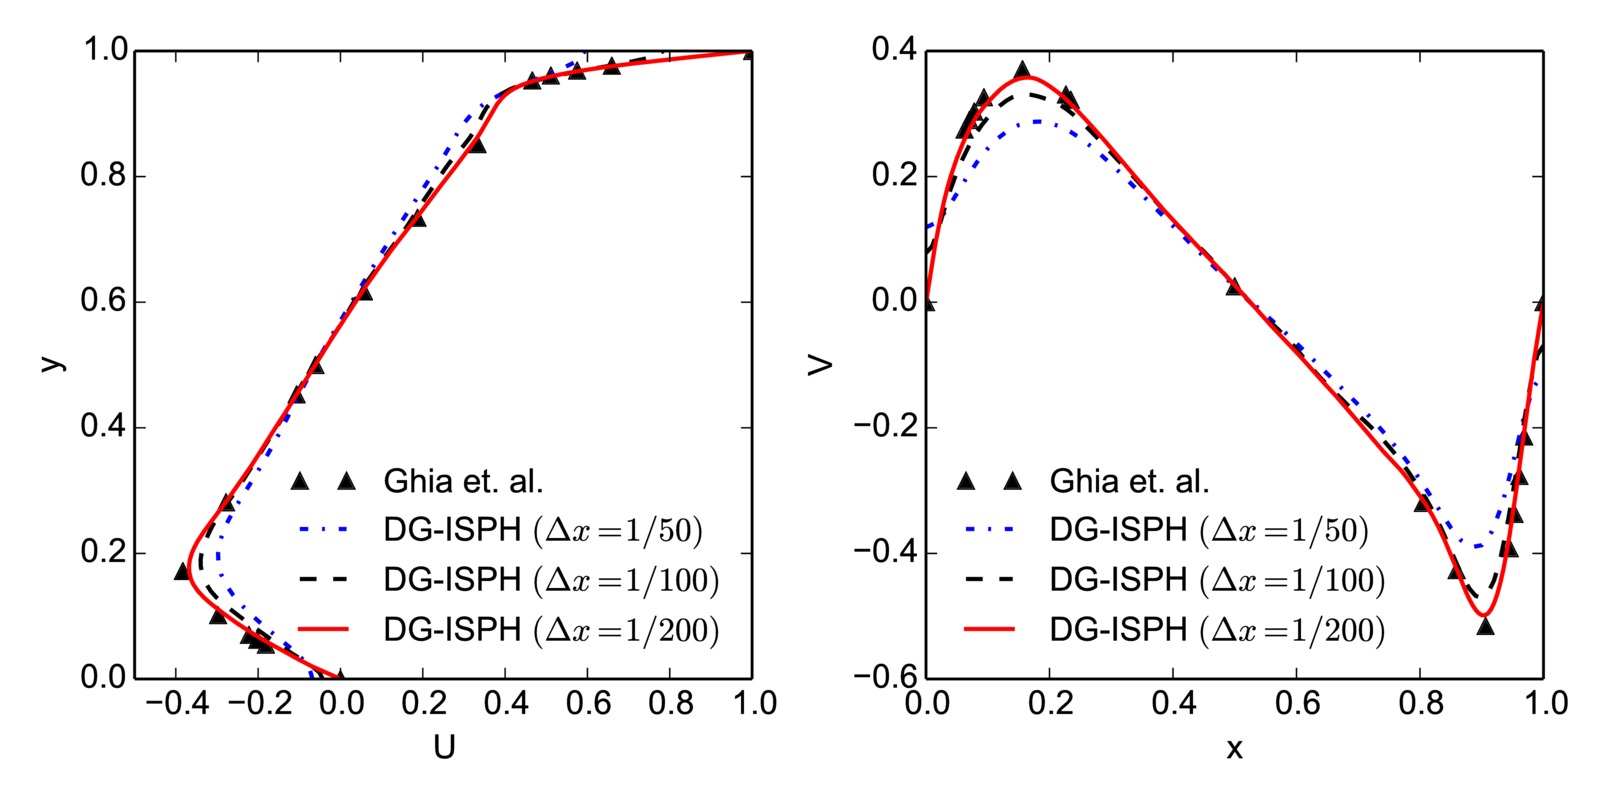 1.0
0.8
0.6
0.4
0.2
0.0
y
−0.4 −0.2 0.0 0.2 0.4 0.6 0.8 1.0
U
Ghia et. al.
DG-ISPH (Δx=1/50)
DG-ISPH (Δx=1/100)
DG-ISPH (Δx=1/200)
0.4
0.2
0.0
−0.2
−0.4
−0.6
V
0.0 0.2 0.4 0.6 0.8 1.0
x
Ghia et. al.
DG-ISPH (Δx=1/50)
DG-ISPH (Δx=1/100)
DG-ISPH (Δx=1/200)